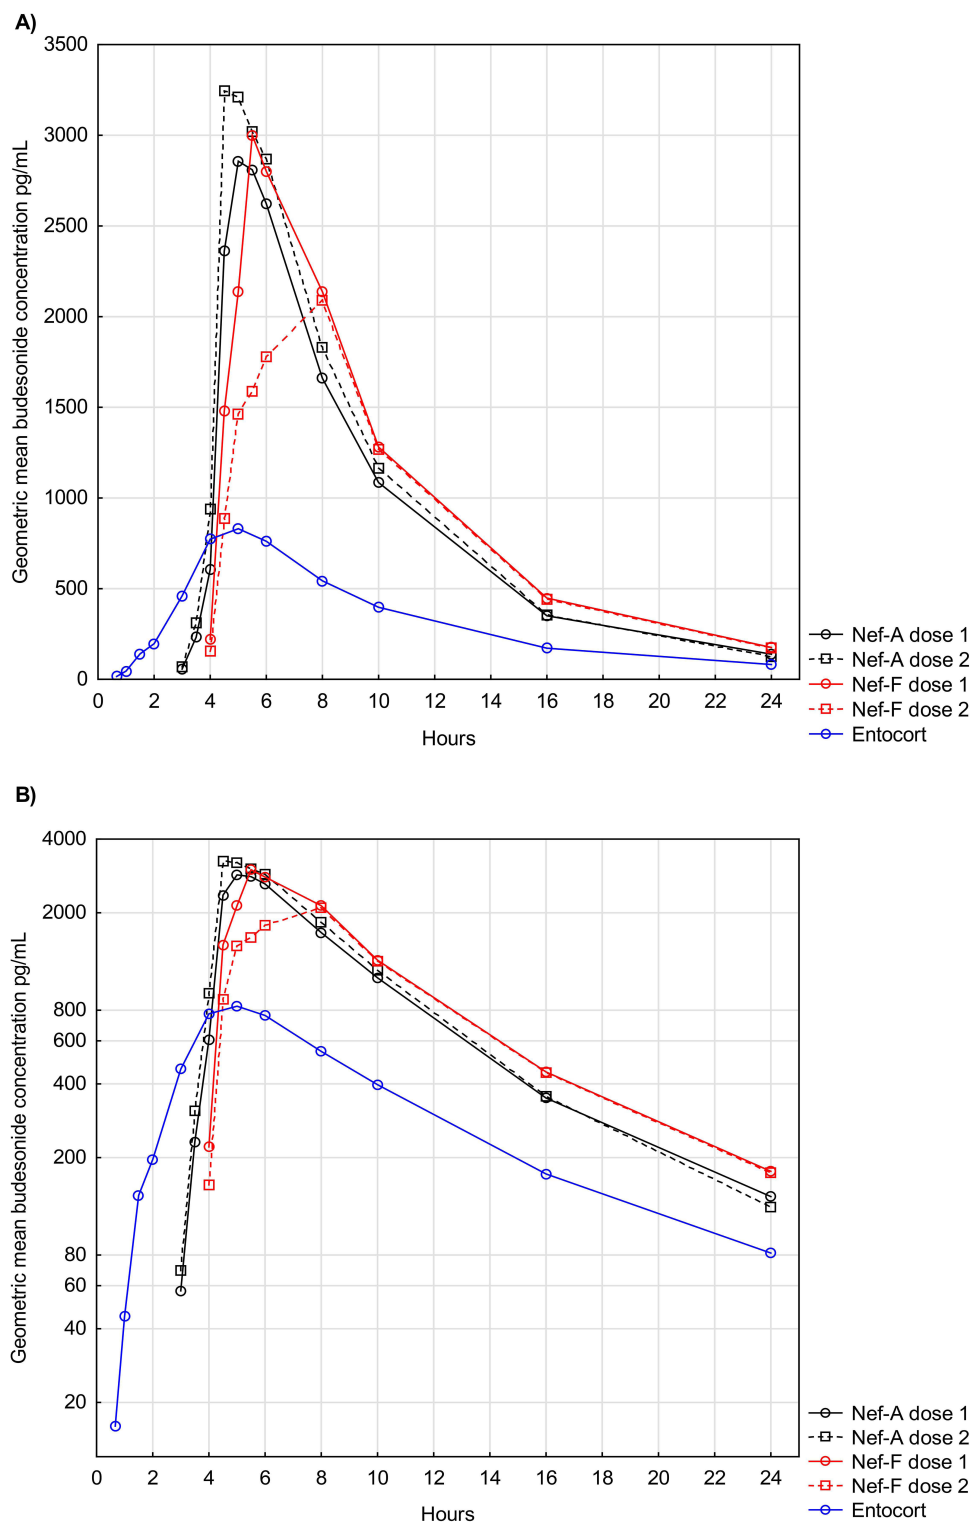 A)
Geometric mean budesonide concentration pg/mL
3500
3000
2500
2000
1500
1000
500
0
0 2 4 6 8 10 12 14 16 18 20 22 24
Hours
Nef-A dose 1
Nef-A dose 2
Nef-F dose 1
Nef-F dose 2
Entocort
B)
Geometric mean budesonide concentration pg/mL
4000
2000
800
600
400
200
80
60
40
20
0 2 4 6 8 10 12 14 16 18 20 22 24
Hours
Nef-A dose 1
Nef-A dose 2
Nef-F dose 1
Nef-F dose 2
Entocort